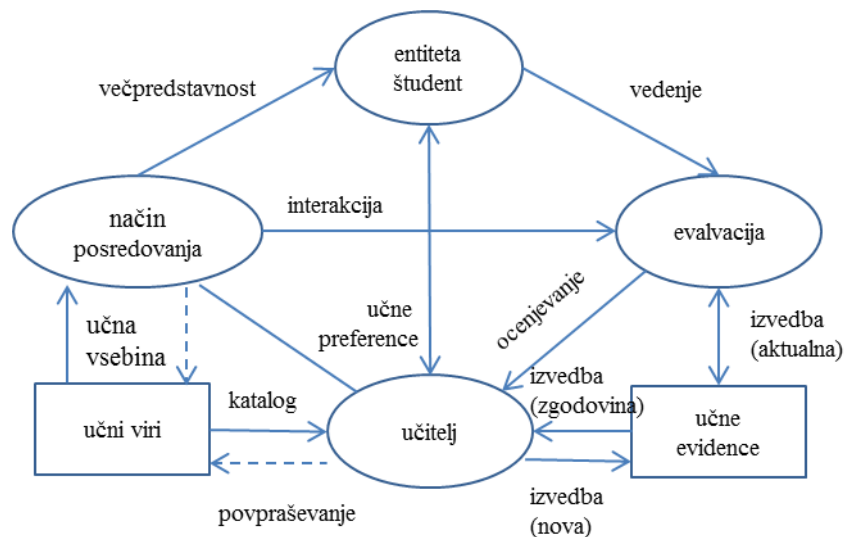 entiteta
študent
večpredstavnost
vedenje
način
posredovanja
interakcija
evalvacija
učna
vsebina
učne
preference
ocenjevanje
izvedba
(aktualna)
učni viri
katalog
učitelj
izvedba
(zgodovina)
učne
evidence
povpraševanje
izvedba
(nova)